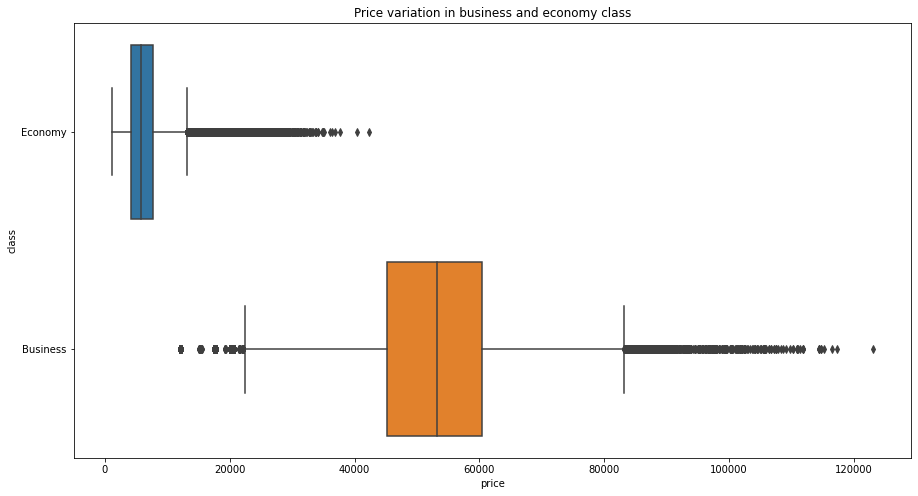 Price variation in business and economy class
Economy
class
Business
0 20000 40000 60000 80000 100000 120000
price